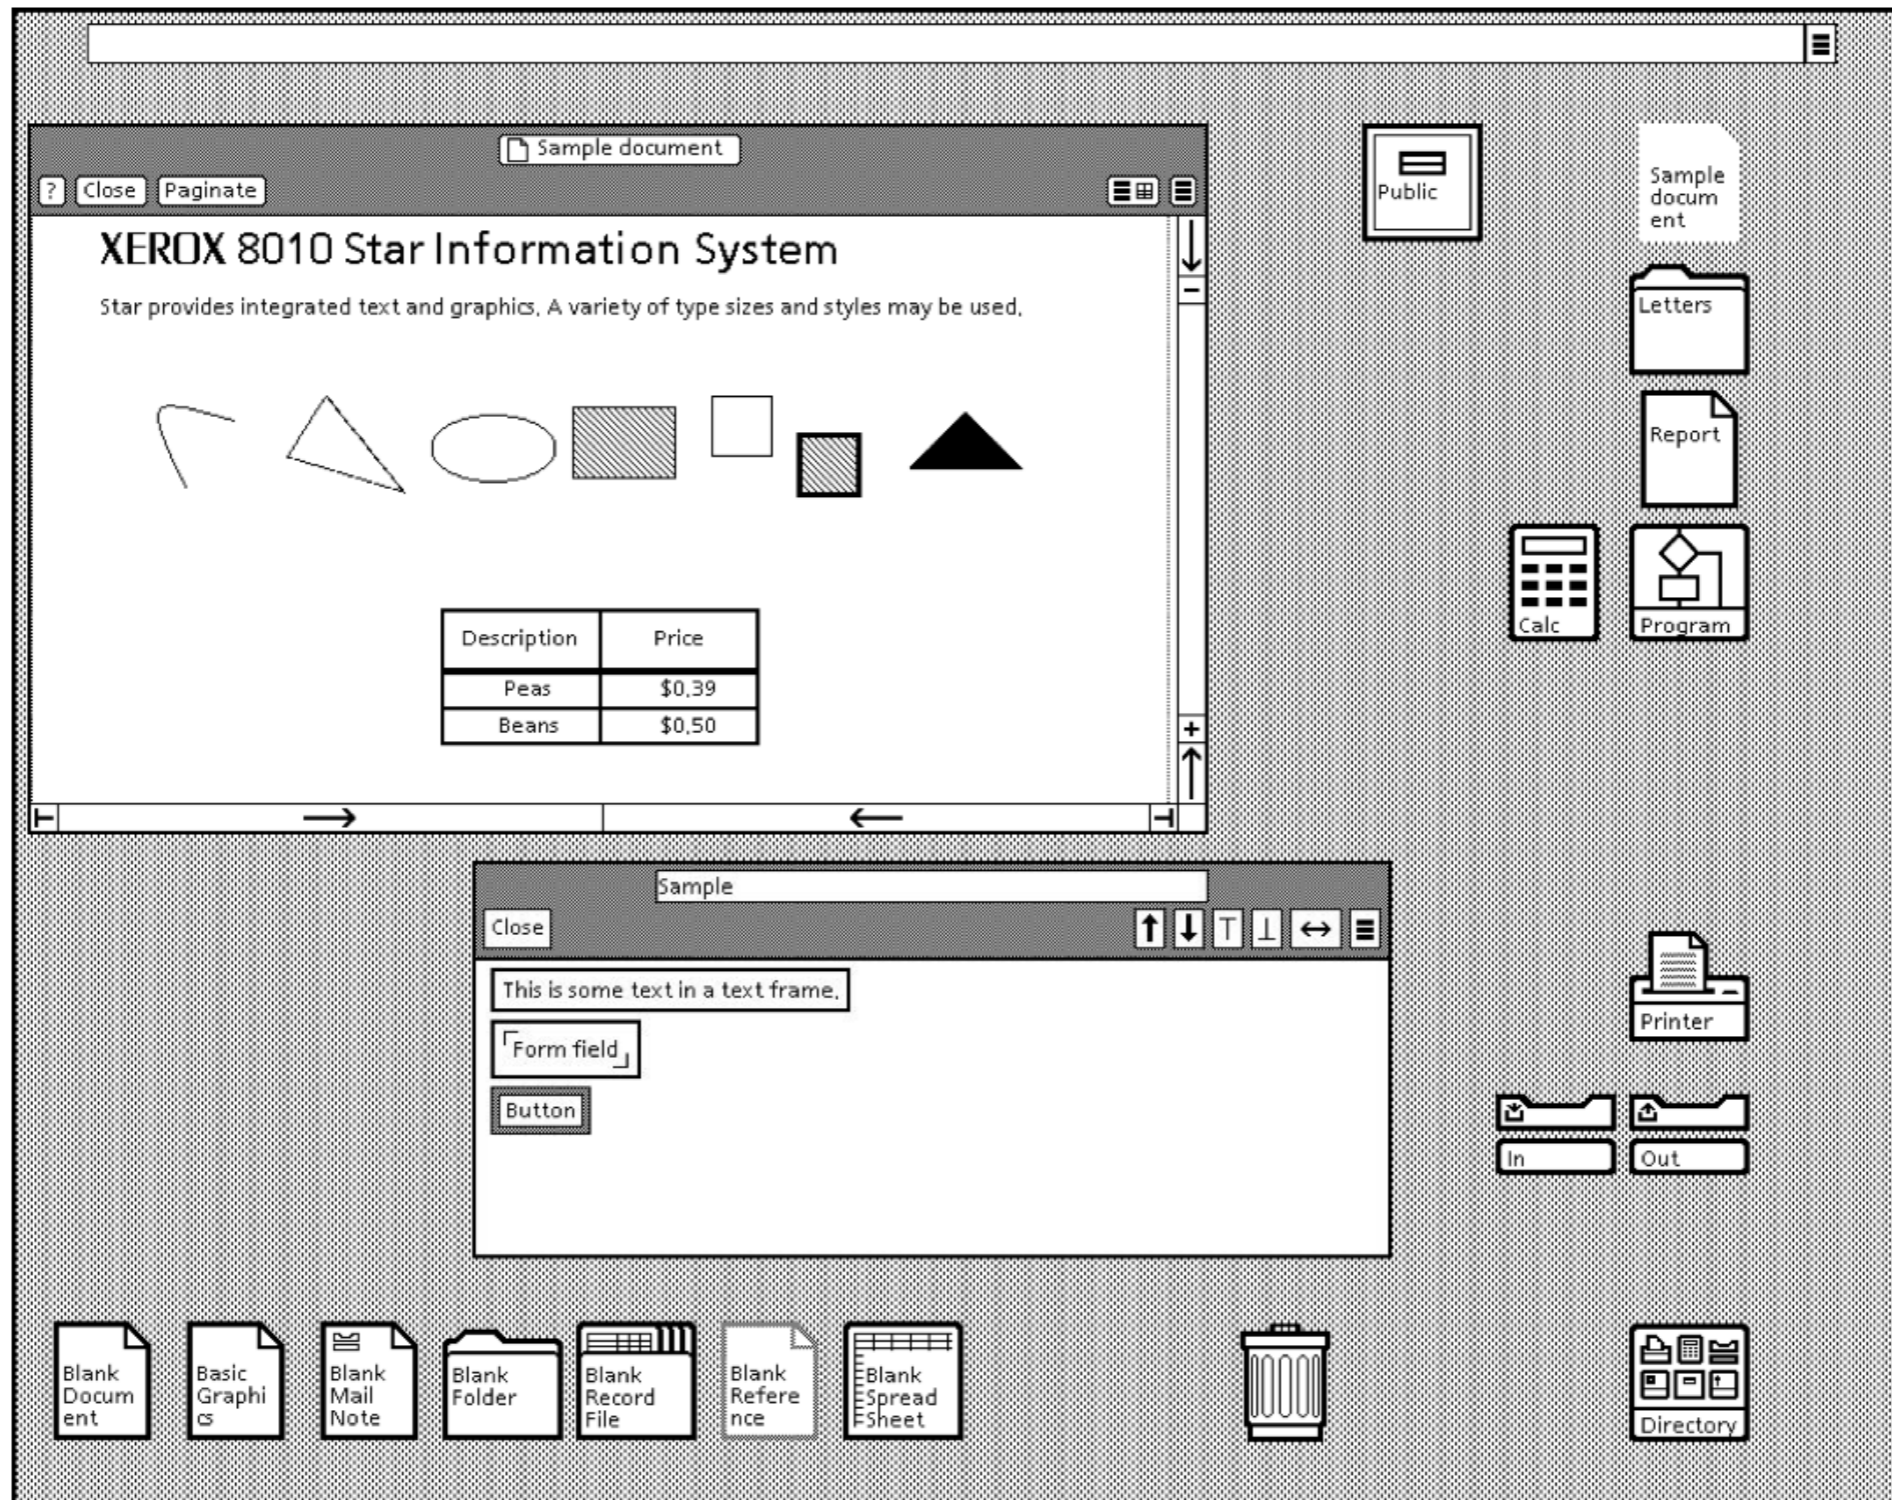 Sample document
? Close Paginate
XEROX 8010 Star Information System
Star provides integrated text and graphics. A variety of type sizes and styles may be used.
Description Price
Peas $0.39
Beans $0.50
Public
Sample
docum
ent
Letters
Report
Calc
Program
Sample
Close
This is some text in a text frame.
Form field
Button
Printer
In
Out
Blank
Docum
ent
Basic
Graphi
cs
Blank
Mail
Note
Blank
Folder
Blank
Record
File
Blank
Refere
nce
Blank
Spread
Sheet
Directory